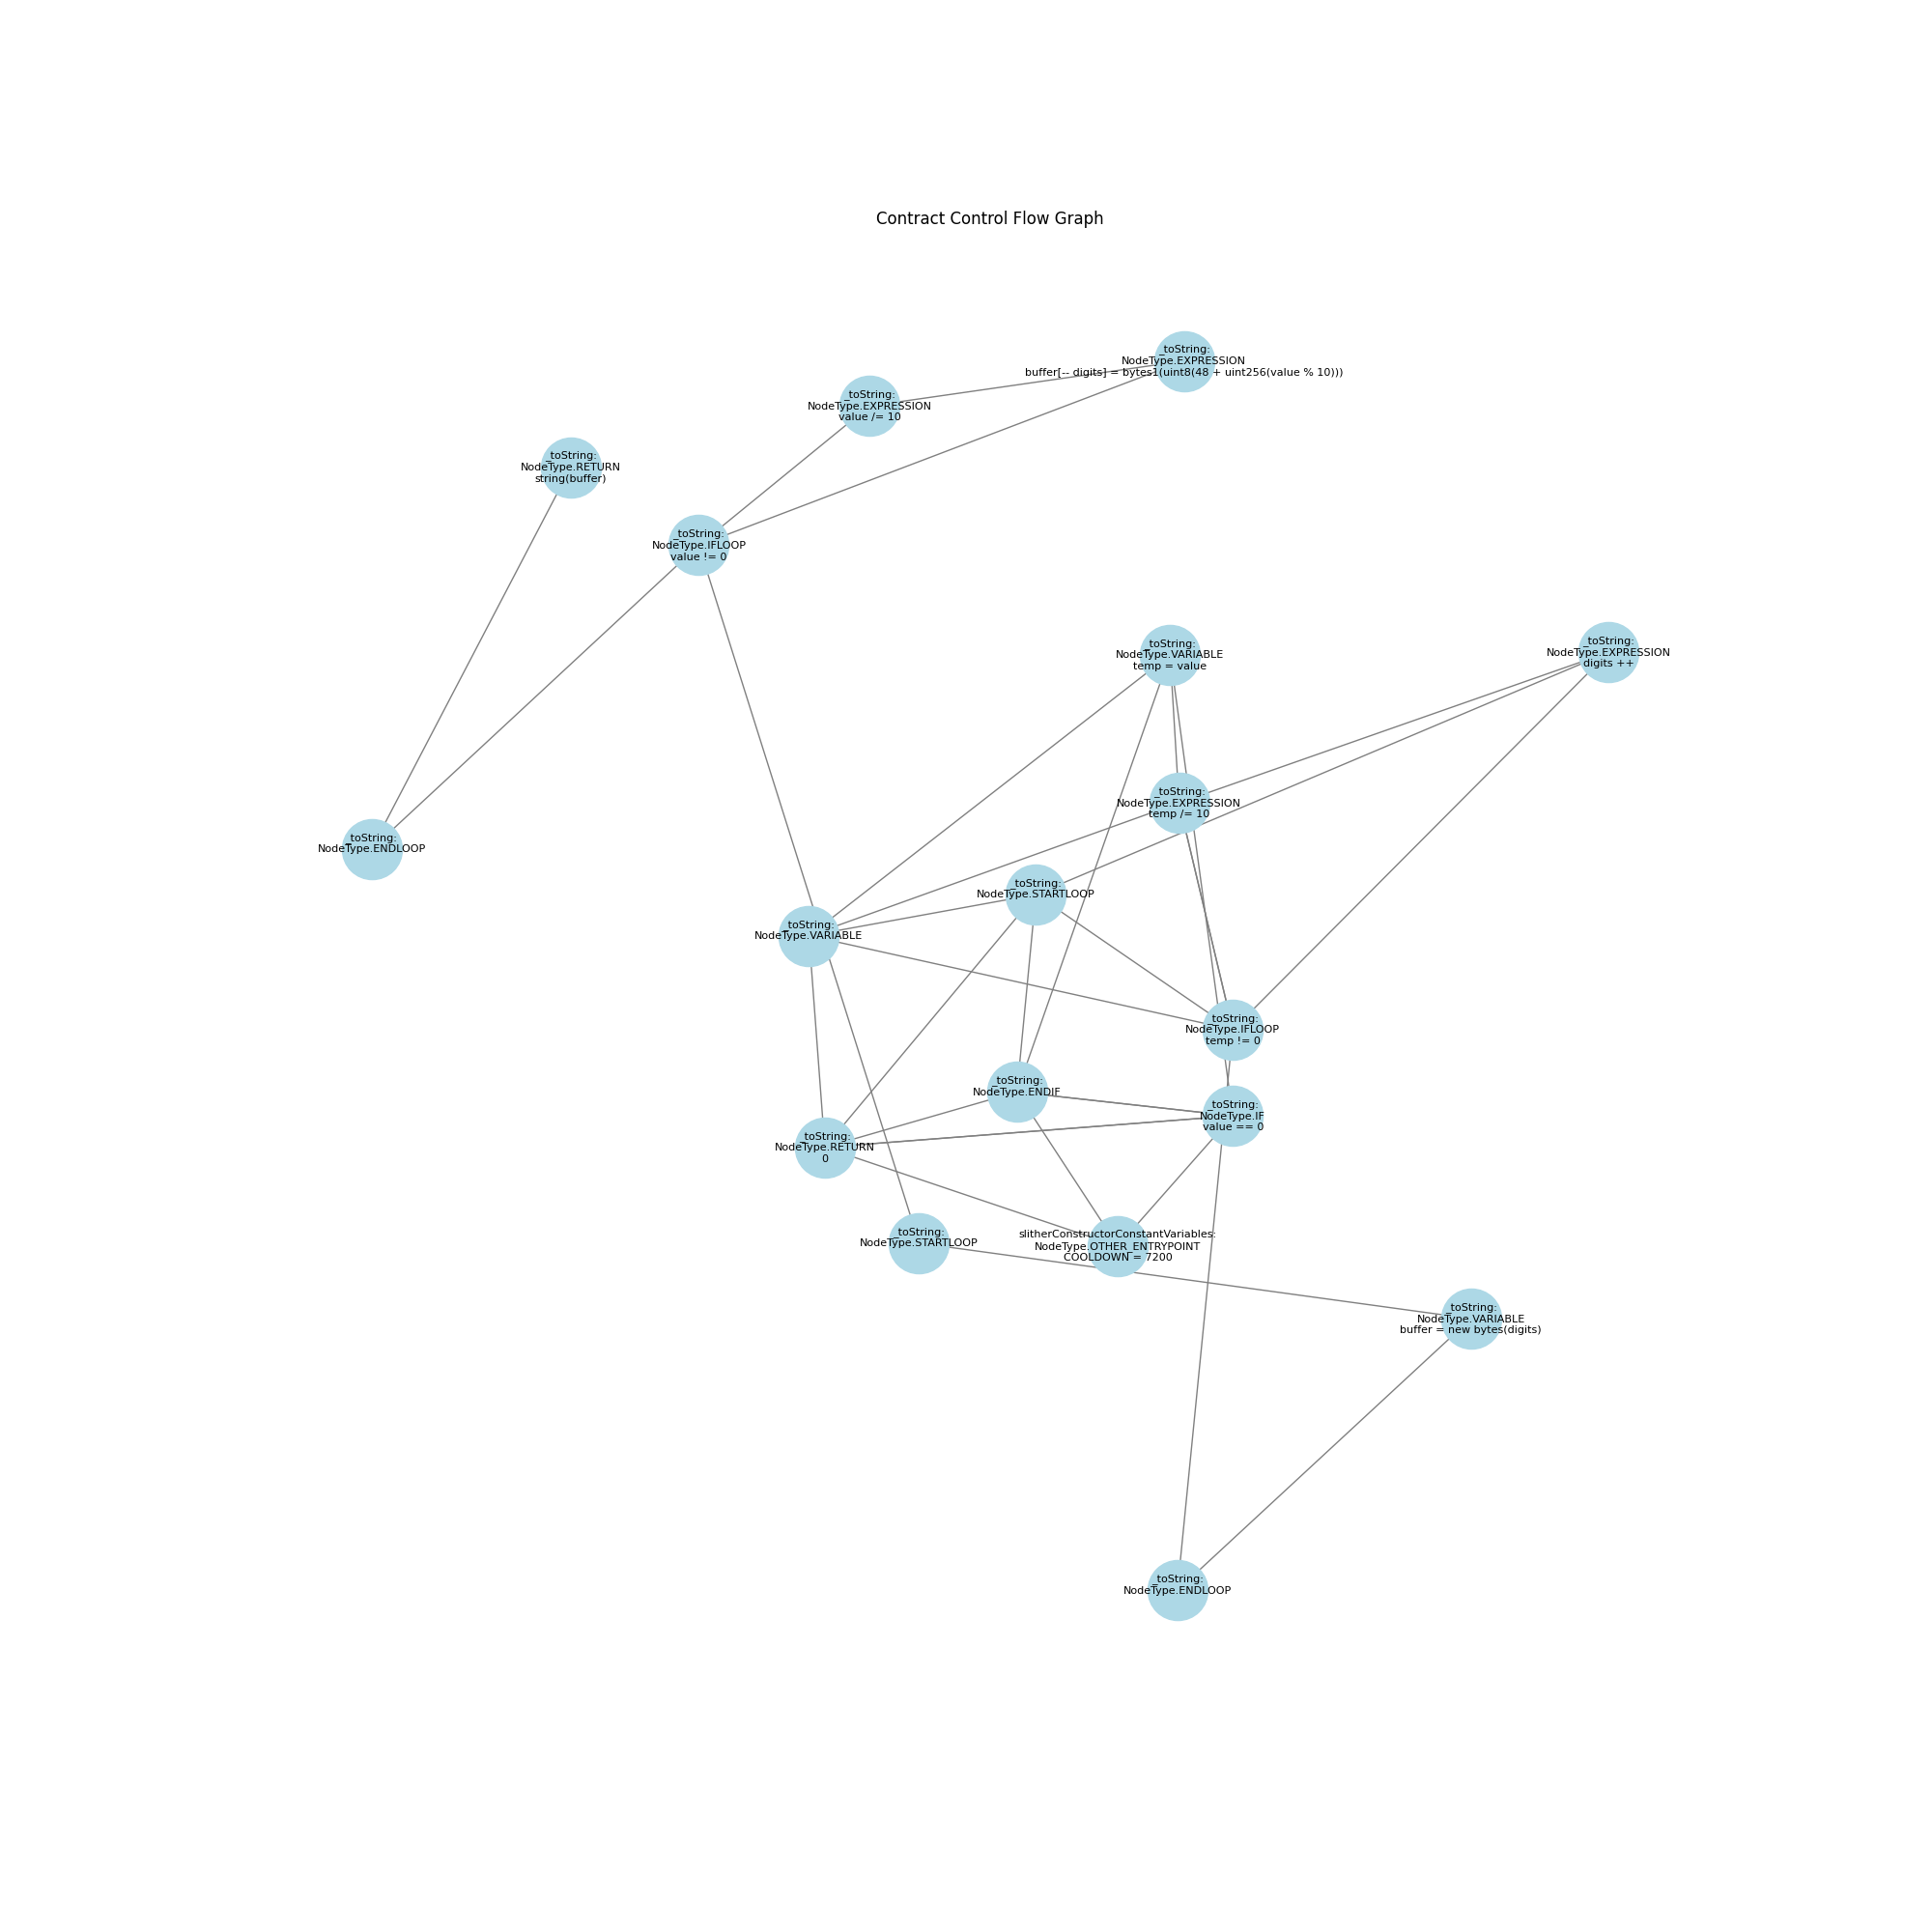 Contract Control Flow Graph
_toString:
NodeType.EXPRESSION
buffer[-- digits] = bytes1(uint8(48 + uint256(value % 10)))
_toString:
NodeType.EXPRESSION
value /= 10
_toString:
NodeType.RETURN
string(buffer)
_toString:
NodeType.IFLOOP
value != 0
_toString:
NodeType.VARIABLE
temp = value
_toString:
NodeType.EXPRESSION
digits ++
_toString:
NodeType.EXPRESSION
temp /= 10
_toString:
NodeType.ENDLOOP
_toString:
NodeType.STARTLOOP
_toString:
NodeType.VARIABLE
_toString:
NodeType.IFLOOP
temp != 0
_toString:
NodeType.ENDIF
_toString:
NodeType.IF
value == 0
_toString:
NodeType.RETURN
0
_toString:
NodeType.STARTLOOP
slitherConstructorConstantVariables:
NodeType.OTHER_ENTRYPOINT
COOLDOWN = 7200
_toString:
NodeType.VARIABLE
buffer = new bytes(digits)
_toString:
NodeType.ENDLOOP